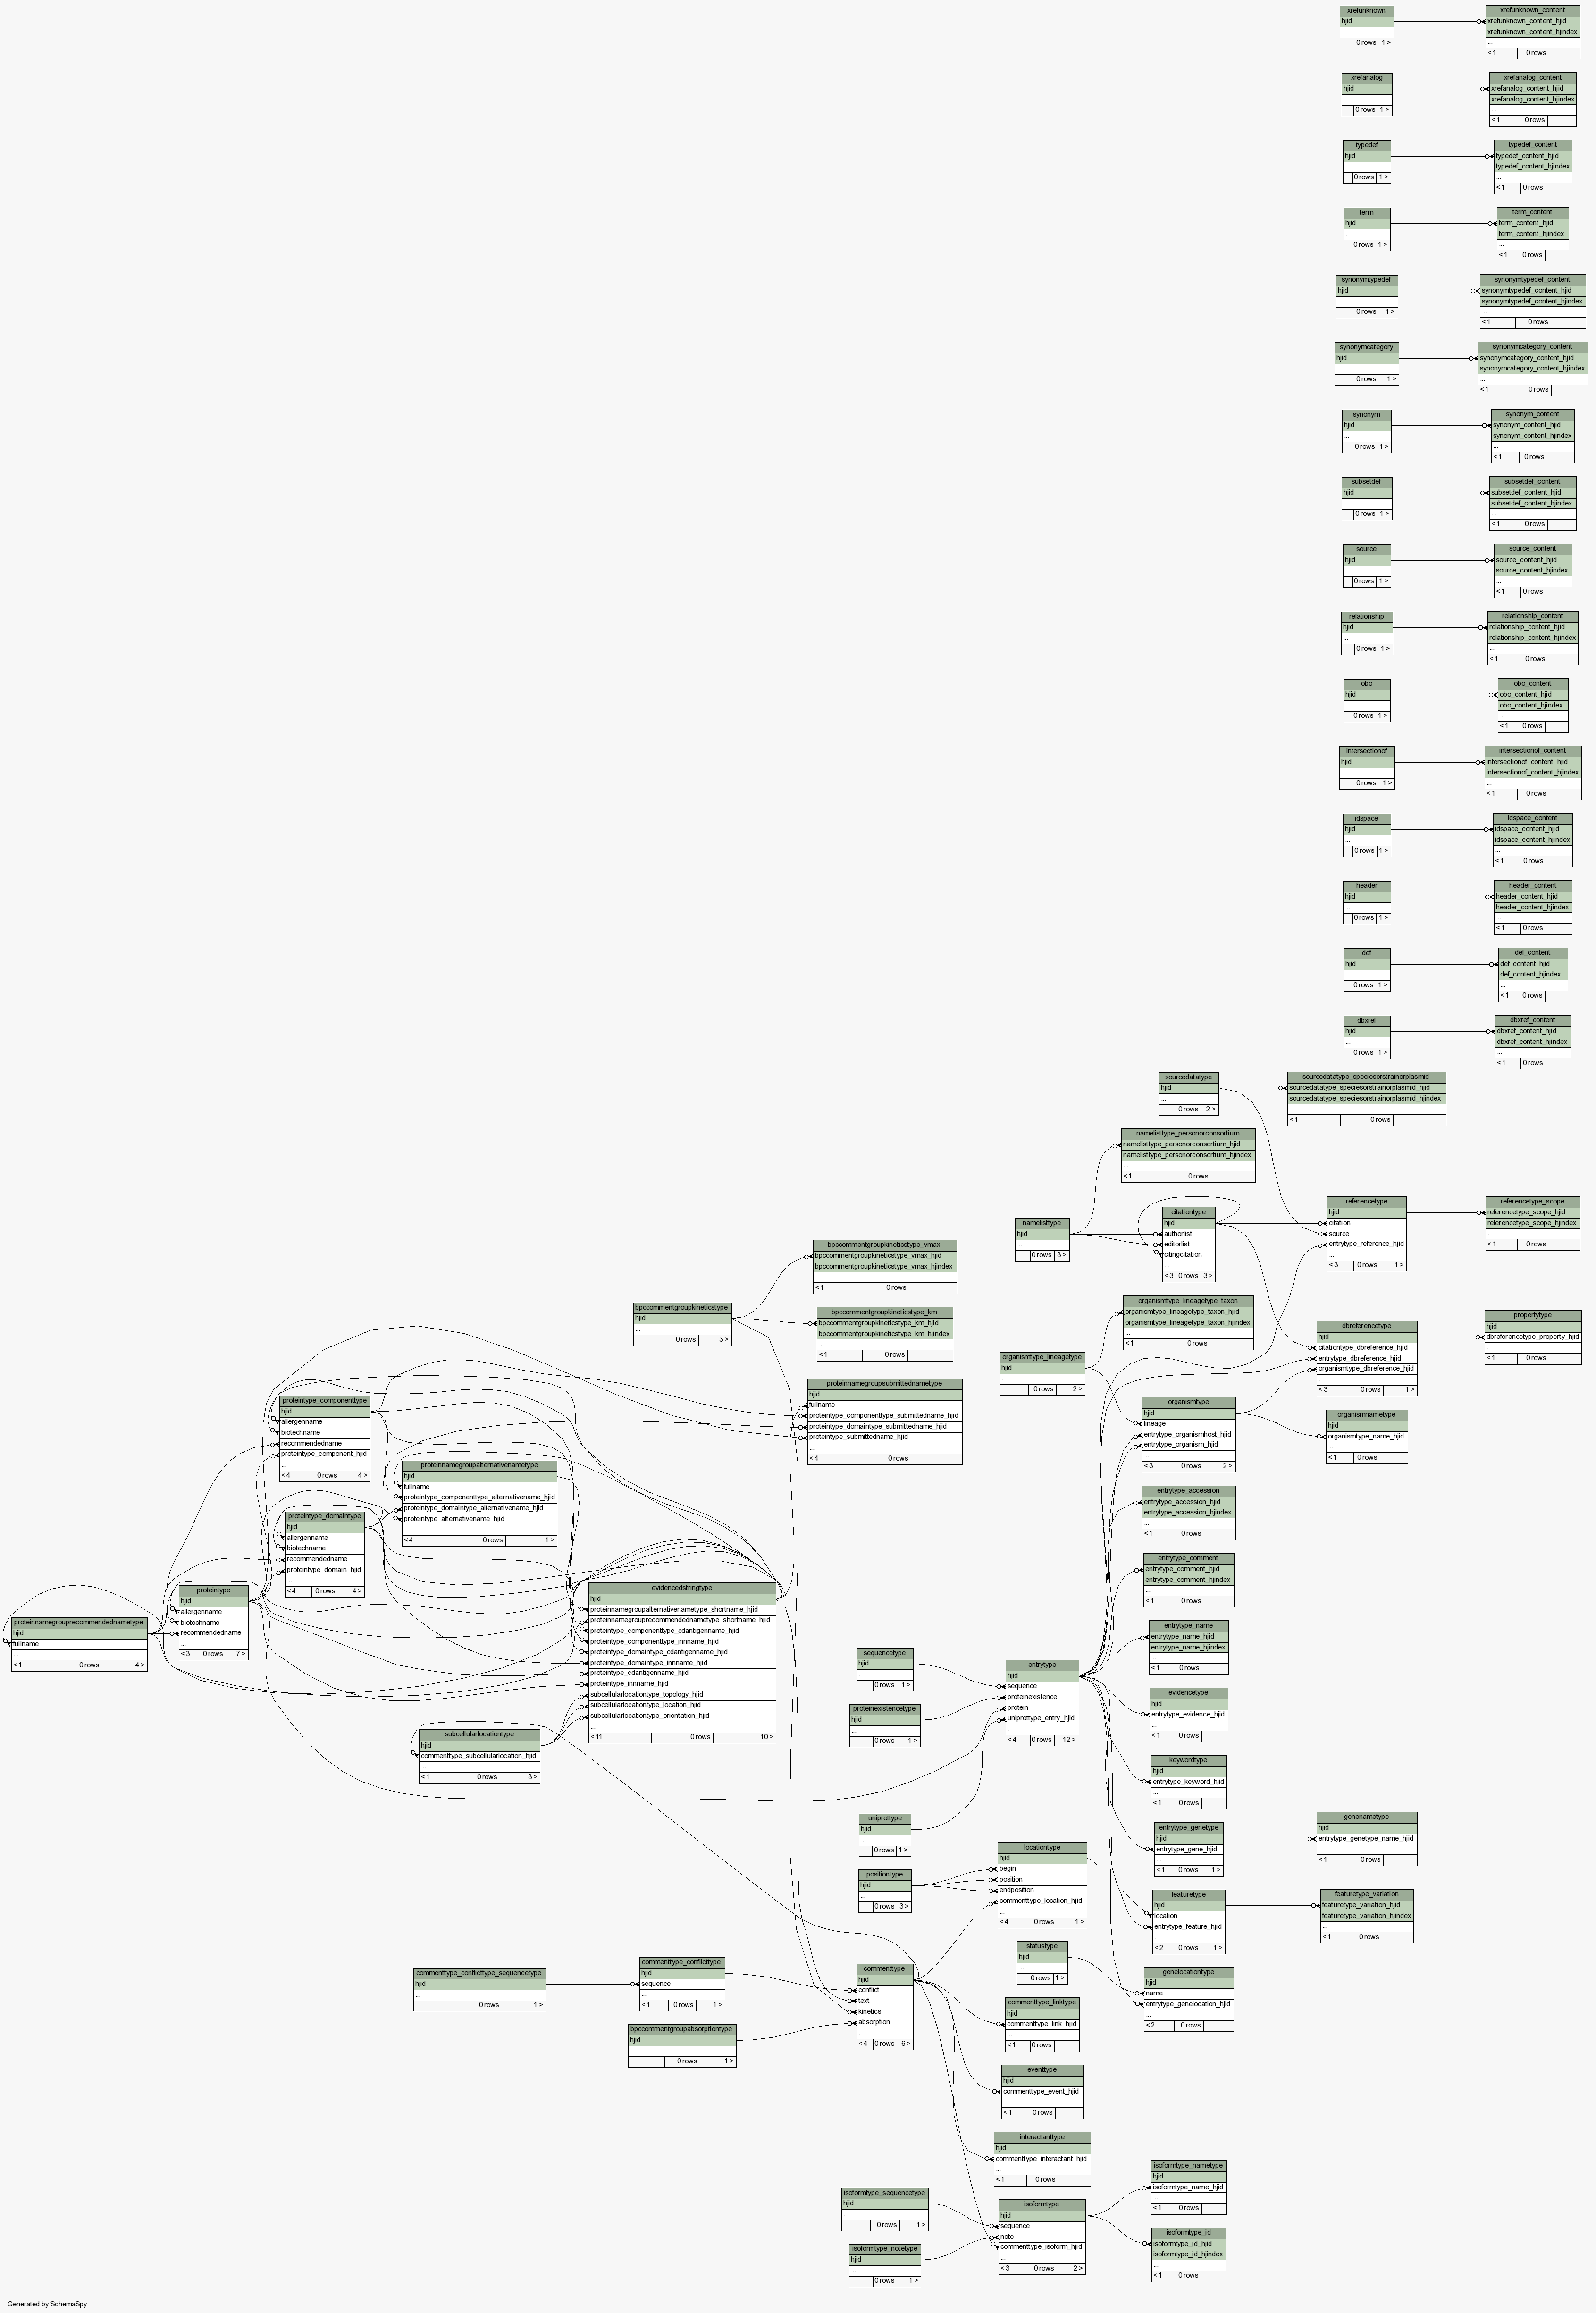 xrefunknown
hjid
...
0 rows 1 >
xrefunknown_content
xrefunknown_content_hjid
xrefunknown_content_hjindex
...
< 1 0 rows
xrefanalog
hjid
...
0 rows 1 >
xrefanalog_content
xrefanalog_content_hjid
xrefanalog_content_hjindex
...
< 1 0 rows
typedef
hjid
...
0 rows 1 >
typedef_content
typedef_content_hjid
typedef_content_hjindex
...
< 1 0 rows
term
hjid
...
0 rows 1 >
term_content
term_content_hjid
term_content_hjindex
...
< 1 0 rows
synonymtypedef
hjid
...
0 rows 1 >
synonymtypedef_content
synonymtypedef_content_hjid
synonymtypedef_content_hjindex
...
< 1 0 rows
synonymcategory
hjid
...
0 rows 1 >
synonymcategory_content
synonymcategory_content_hjid
synonymcategory_content_hjindex
...
< 1 0 rows
synonym
hjid
...
0 rows 1 >
synonym_content
synonym_content_hjid
synonym_content_hjindex
...
< 1 0 rows
subsetdef
hjid
...
0 rows 1 >
subsetdef_content
subsetdef_content_hjid
subsetdef_content_hjindex
...
< 1 0 rows
source
hjid
...
0 rows 1 >
source_content
source_content_hjid
source_content_hjindex
...
< 1 0 rows
relationship
hjid
...
0 rows 1 >
relationship_content
relationship_content_hjid
relationship_content_hjindex
...
< 1 0 rows
obo
hjid
...
0 rows 1 >
obo_content
obo_content_hjid
obo_content_hjindex
...
< 1 0 rows
intersectionof
hjid
...
0 rows 1 >
intersectionof_content
intersectionof_content_hjid
intersectionof_content_hjindex
...
< 1 0 rows
idspace
hjid
...
0 rows 1 >
idspace_content
idspace_content_hjid
idspace_content_hjindex
...
< 1 0 rows
header
hjid
...
0 rows 1 >
header_content
header_content_hjid
header_content_hjindex
...
< 1 0 rows
def
hjid
...
0 rows 1 >
def_content
def_content_hjid
def_content_hjindex
...
< 1 0 rows
dbxref
hjid
...
0 rows 1 >
dbxref_content
dbxref_content_hjid
dbxref_content_hjindex
...
< 1 0 rows
sourcedatatype
hjid
...
0 rows 2 >
sourcedatatype_speciesorstrainorplasmid
sourcedatatype_speciesorstrainorplasmid_hjid
sourcedatatype_speciesorstrainorplasmid_hjindex
...
< 1 0 rows
namelisttype_personorconsortium
namelisttype_personorconsortium_hjid
namelisttype_personorconsortium_hjindex
...
< 1 0 rows
namelisttype
hjid
...
0 rows 3 >
citationtype
hjid
authorlist
editorlist
citingcitation
...
< 3 0 rows 3 >
referencetype
hjid
citation
source
entrytype_reference_hjid
...
< 3 0 rows 1 >
referencetype_scope
referencetype_scope_hjid
referencetype_scope_hjindex
...
< 1 0 rows
bpccommentgroupkineticstype_vmax
bpccommentgroupkineticstype_vmax_hjid
bpccommentgroupkineticstype_vmax_hjindex
...
< 1 0 rows
bpccommentgroupkineticstype
hjid
...
0 rows 3 >
bpccommentgroupkineticstype_km
bpccommentgroupkineticstype_km_hjid
bpccommentgroupkineticstype_km_hjindex
...
< 1 0 rows
organismtype_lineagetype_taxon
organismtype_lineagetype_taxon_hjid
organismtype_lineagetype_taxon_hjindex
...
< 1 0 rows
organismtype_lineagetype
hjid
...
0 rows 2 >
dbreferencetype
hjid
citationtype_dbreference_hjid
entrytype_dbreference_hjid
organismtype_dbreference_hjid
...
< 3 0 rows 1 >
propertytype
hjid
dbreferencetype_property_hjid
...
< 1 0 rows
organismtype
hjid
lineage
entrytype_organismhost_hjid
entrytype_organism_hjid
...
< 3 0 rows 2 >
organismnametype
hjid
organismtype_name_hjid
...
< 1 0 rows
proteinnamegroupsubmittednametype
hjid
fullname
proteintype_componenttype_submittedname_hjid
proteintype_domaintype_submittedname_hjid
proteintype_submittedname_hjid
...
< 4 0 rows
proteintype_componenttype
hjid
allergenname
biotechname
recommendedname
proteintype_component_hjid
...
< 4 0 rows 4 >
proteinnamegroupalternativenametype
hjid
fullname
proteintype_componenttype_alternativename_hjid
proteintype_domaintype_alternativename_hjid
proteintype_alternativename_hjid
...
< 4 0 rows 1 >
proteintype_domaintype
hjid
allergenname
biotechname
recommendedname
proteintype_domain_hjid
...
< 4 0 rows 4 >
proteintype
hjid
allergenname
biotechname
recommendedname
...
< 3 0 rows 7 >
proteinnamegrouprecommendednametype
hjid
fullname
...
< 1 0 rows 4 >
evidencedstringtype
hjid
proteinnamegroupalternativenametype_shortname_hjid
proteinnamegrouprecommendednametype_shortname_hjid
proteintype_componenttype_cdantigenname_hjid
proteintype_componenttype_innname_hjid
proteintype_domaintype_cdantigenname_hjid
proteintype_domaintype_innname_hjid
proteintype_cdantigenname_hjid
proteintype_innname_hjid
subcellularlocationtype_topology_hjid
subcellularlocationtype_location_hjid
subcellularlocationtype_orientation_hjid
...
< 11 0 rows 10 >
subcellularlocationtype
hjid
commenttype_subcellularlocation_hjid
...
< 1 0 rows 3 >
entrytype_accession
entrytype_accession_hjid
entrytype_accession_hjindex
...
< 1 0 rows
entrytype_comment
entrytype_comment_hjid
entrytype_comment_hjindex
...
< 1 0 rows
entrytype_name
entrytype_name_hjid
entrytype_name_hjindex
...
< 1 0 rows
sequencetype
hjid
...
0 rows 1 >
proteinexistencetype
hjid
...
0 rows 1 >
entrytype
hjid
sequence
proteinexistence
protein
uniprottype_entry_hjid
...
< 4 0 rows 12 >
evidencetype
hjid
entrytype_evidence_hjid
...
< 1 0 rows
keywordtype
hjid
entrytype_keyword_hjid
...
< 1 0 rows
uniprottype
hjid
...
0 rows 1 >
entrytype_genetype
hjid
entrytype_gene_hjid
...
< 1 0 rows 1 >
genenametype
hjid
entrytype_genetype_name_hjid
...
< 1 0 rows
positiontype
hjid
...
0 rows 3 >
locationtype
hjid
begin
position
endposition
commenttype_location_hjid
...
< 4 0 rows 1 >
featuretype
hjid
location
entrytype_feature_hjid
...
< 2 0 rows 1 >
featuretype_variation
featuretype_variation_hjid
featuretype_variation_hjindex
...
< 1 0 rows
statustype
hjid
...
0 rows 1 >
genelocationtype
hjid
name
entrytype_genelocation_hjid
...
< 2 0 rows
commenttype_conflicttype_sequencetype
hjid
...
0 rows 1 >
commenttype_conflicttype
hjid
sequence
...
< 1 0 rows 1 >
bpccommentgroupabsorptiontype
hjid
...
0 rows 1 >
commenttype
hjid
conflict
text
kinetics
absorption
...
< 4 0 rows 6 >
commenttype_linktype
hjid
commenttype_link_hjid
...
< 1 0 rows
eventtype
hjid
commenttype_event_hjid
...
< 1 0 rows
interactanttype
hjid
commenttype_interactant_hjid
...
< 1 0 rows
isoformtype_sequencetype
hjid
...
0 rows 1 >
isoformtype_notetype
hjid
...
0 rows 1 >
isoformtype
hjid
sequence
note
commenttype_isoform_hjid
...
< 3 0 rows 2 >
isoformtype_nametype
hjid
isoformtype_name_hjid
...
< 1 0 rows
isoformtype_id
isoformtype_id_hjid
isoformtype_id_hjindex
...
< 1 0 rows
Generated by SchemaSpy